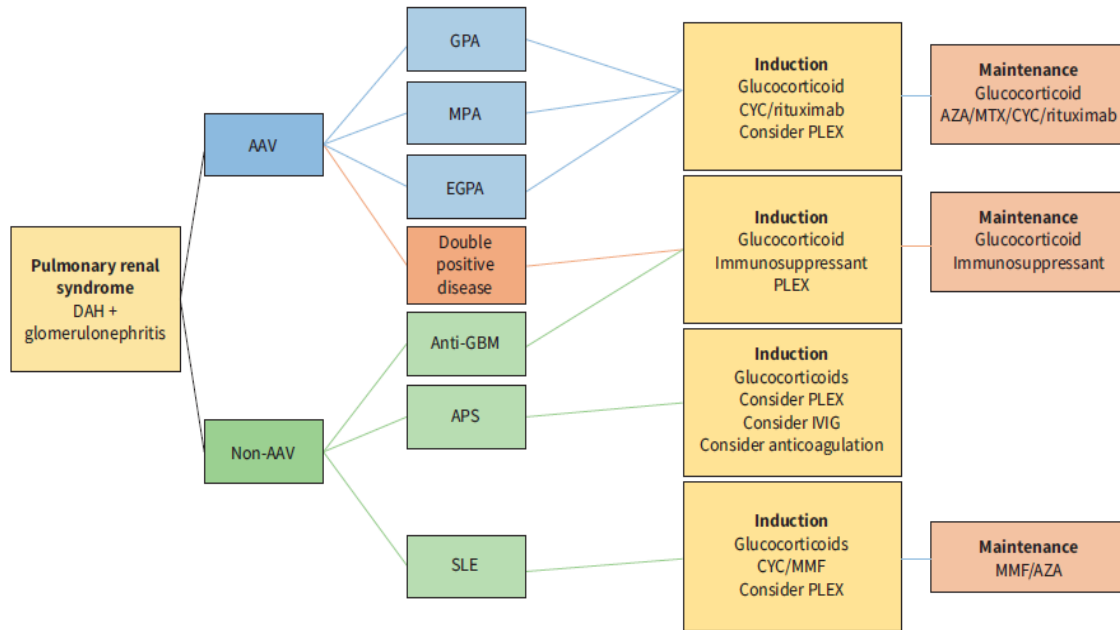 Pulmonary renal
syndrome
DAH +
glomerulonephritis
AAV
Non-AAV
GPA
MPA
EGPA
Double
positive
disease
Anti-GBM
APS
SLE
Induction
Glucocorticoid
CYC/rituximab
Consider PLEX
Induction
Glucocorticoid
Immunosuppressant
PLEX
Induction
Glucocorticoids
Consider PLEX
Consider IVIG
Consider anticoagulation
Induction
Glucocorticoids
CYC/MMF
Consider PLEX
Maintenance
Glucocorticoid
AZA/MTX/CYC/rituximab
Maintenance
Glucocorticoid
Immunosuppressant
Maintenance
MMF/AZA